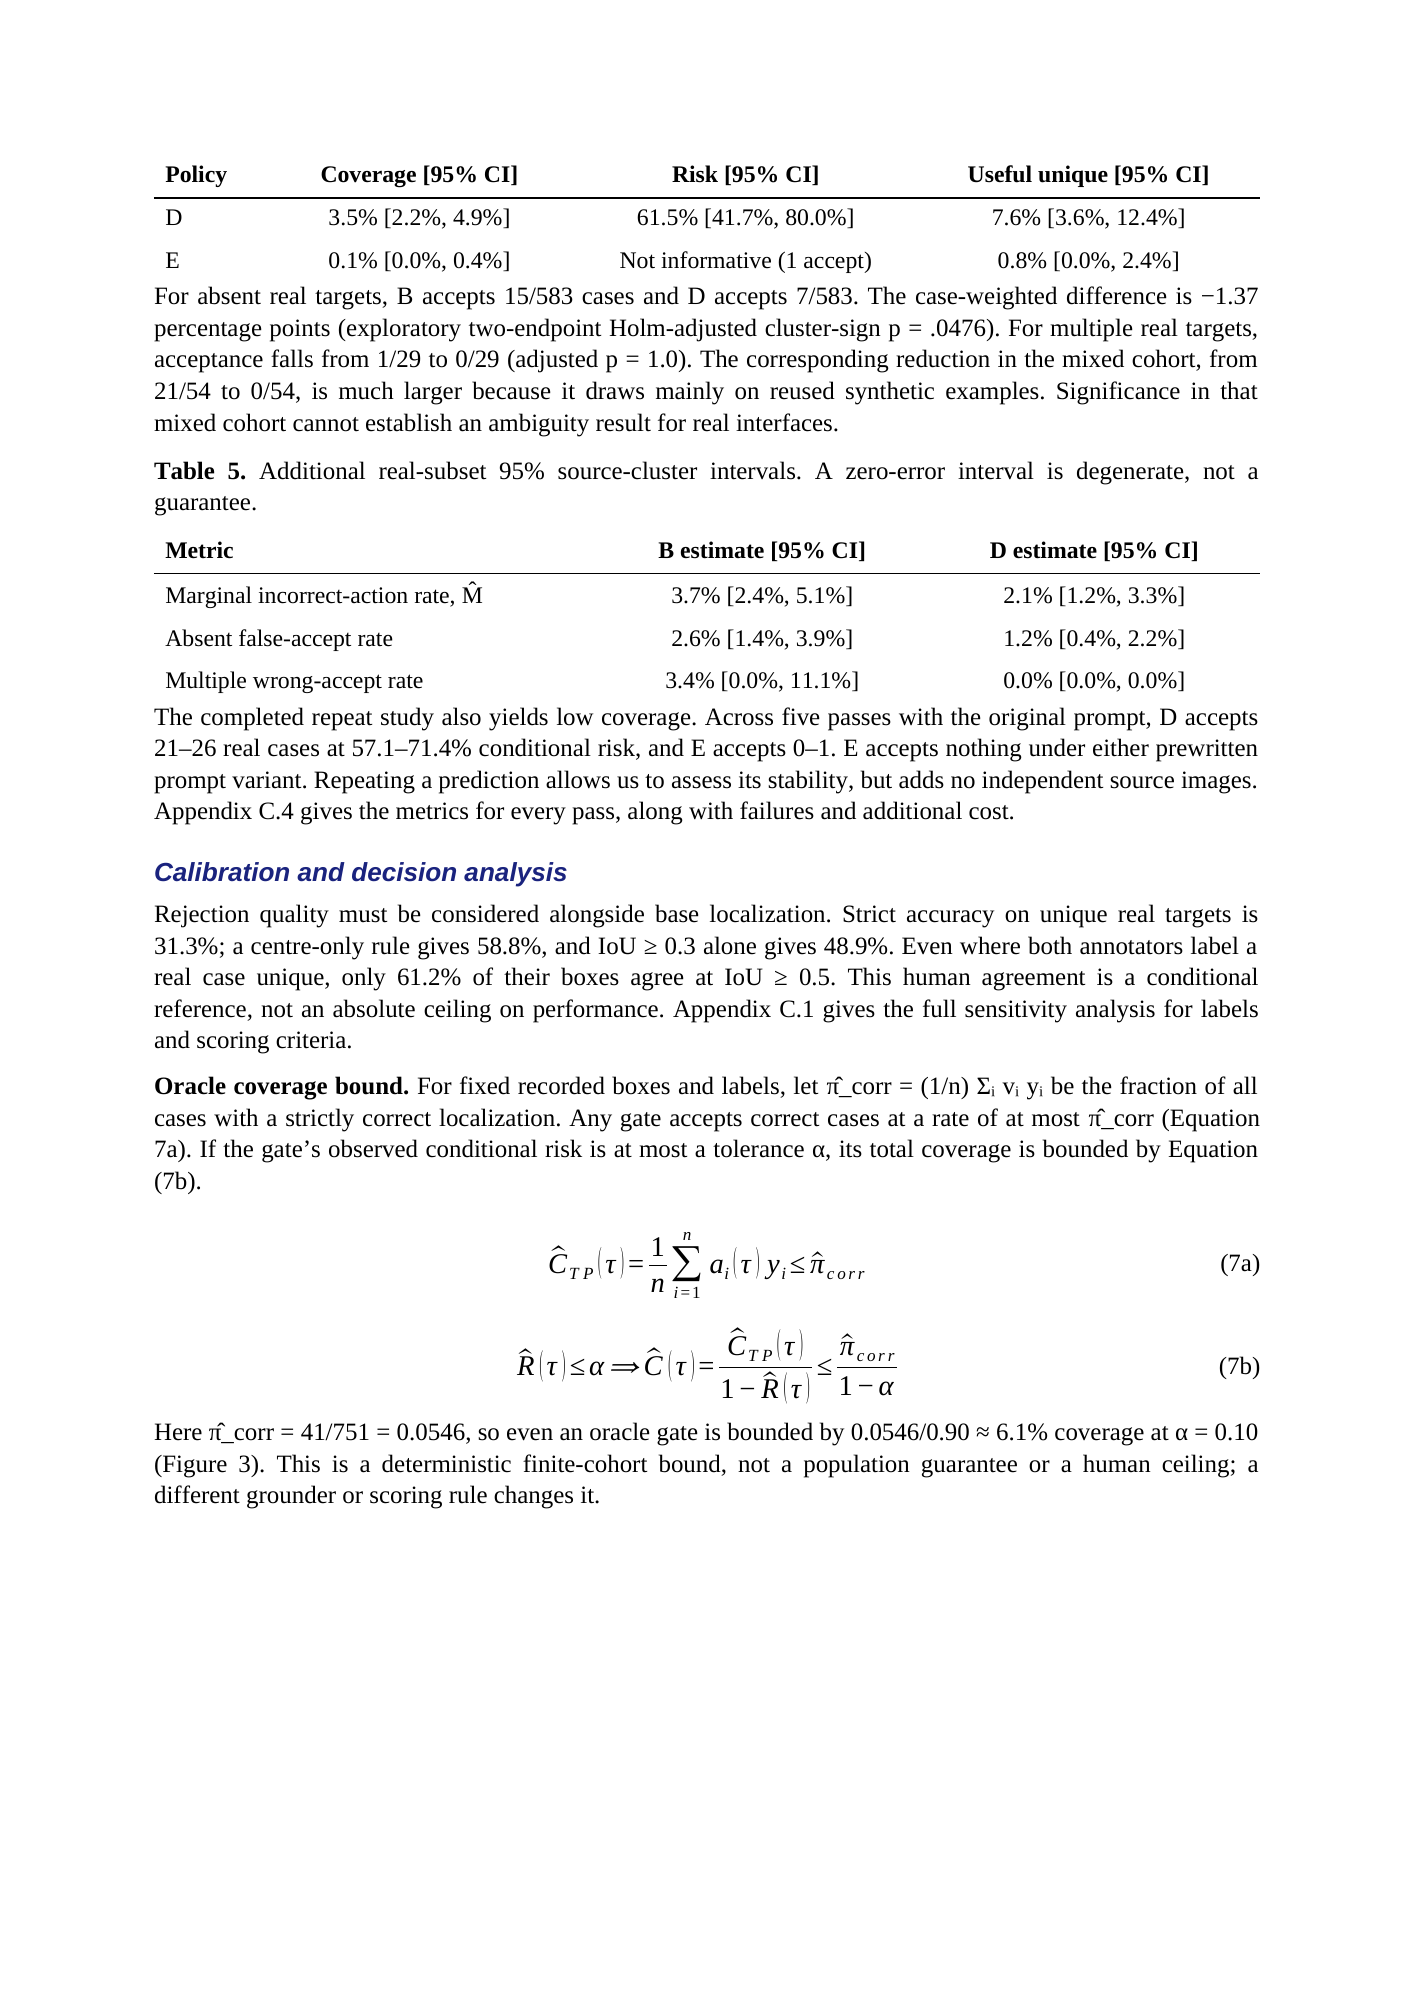 Policy Coverage [95% CI] Risk [95% CI] Useful unique [95% CI]
D 3.5% [2.2%, 4.9%] 61.5% [41.7%, 80.0%] 7.6% [3.6%, 12.4%]
E 0.1% [0.0%, 0.4%] Not informative (1 accept) 0.8% [0.0%, 2.4%]
For absent real targets, B accepts 15/583 cases and D accepts 7/583. The case-weighted difference is −1.37
percentage points (exploratory two-endpoint Holm-adjusted cluster-sign p = .0476). For multiple real targets,
acceptance falls from 1/29 to 0/29 (adjusted p = 1.0). The corresponding reduction in the mixed cohort, from
21/54 to 0/54, is much larger because it draws mainly on reused synthetic examples. Significance in that
mixed cohort cannot establish an ambiguity result for real interfaces.
Table 5. Additional real-subset 95% source-cluster intervals. A zero-error interval is degenerate, not a
guarantee.
Metric B estimate [95% CI] D estimate [95% CI]
Marginal incorrect-action rate, M̂ 3.7% [2.4%, 5.1%] 2.1% [1.2%, 3.3%]
Absent false-accept rate 2.6% [1.4%, 3.9%] 1.2% [0.4%, 2.2%]
Multiple wrong-accept rate 3.4% [0.0%, 11.1%] 0.0% [0.0%, 0.0%]
The completed repeat study also yields low coverage. Across five passes with the original prompt, D accepts
21–26 real cases at 57.1–71.4% conditional risk, and E accepts 0–1. E accepts nothing under either prewritten
prompt variant. Repeating a prediction allows us to assess its stability, but adds no independent source images.
Appendix C.4 gives the metrics for every pass, along with failures and additional cost.
Calibration and decision analysis
Rejection quality must be considered alongside base localization. Strict accuracy on unique real targets is
31.3%; a centre-only rule gives 58.8%, and IoU ≥ 0.3 alone gives 48.9%. Even where both annotators label a
real case unique, only 61.2% of their boxes agree at IoU ≥ 0.5. This human agreement is a conditional
reference, not an absolute ceiling on performance. Appendix C.1 gives the full sensitivity analysis for labels
and scoring criteria.
Oracle coverage bound. For fixed recorded boxes and labels, let π̂_corr = (1/n) Σᵢ vᵢ yᵢ be the fraction of all
cases with a strictly correct localization. Any gate accepts correct cases at a rate of at most π̂_corr (Equation
7a). If the gate’s observed conditional risk is at most a tolerance α, its total coverage is bounded by Equation
(7b).
Ĉ_{TP}(τ) = \frac{1}{n} ∑_{i=1}^{n} a_i(τ) y_i ≤ π̂_{corr} (7a)
R̂(τ) ≤ α ⟹ Ĉ(τ) = \frac{Ĉ_{TP}(τ)}{1 − R̂(τ)} ≤ \frac{π̂_{corr}}{1 − α} (7b)
Here π̂_corr = 41/751 = 0.0546, so even an oracle gate is bounded by 0.0546/0.90 ≈ 6.1% coverage at α = 0.10
(Figure 3). This is a deterministic finite-cohort bound, not a population guarantee or a human ceiling; a
different grounder or scoring rule changes it.